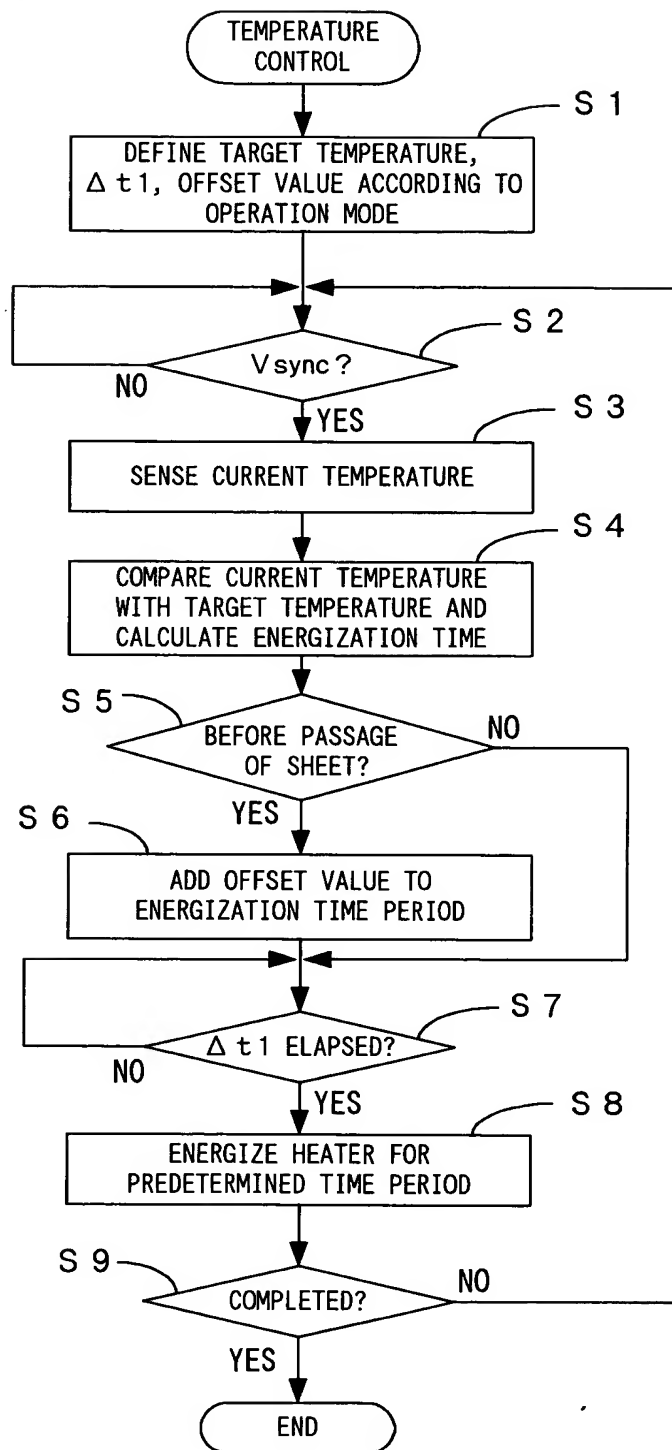 TEMPERATURE
CONTROL
S 1
DEFINE TARGET TEMPERATURE,
Δt1, OFFSET VALUE ACCORDING TO
OPERATION MODE
S 2
Vsync?
NO
YES
S 3
SENSE CURRENT TEMPERATURE
S 4
COMPARE CURRENT TEMPERATURE
WITH TARGET TEMPERATURE AND
CALCULATE ENERGIZATION TIME
S 5
BEFORE PASSAGE
OF SHEET?
NO
YES
S 6
ADD OFFSET VALUE TO
ENERGIZATION TIME PERIOD
S 7
Δt1 ELAPSED?
NO
YES
S 8
ENERGIZE HEATER FOR
PREDETERMINED TIME PERIOD
S 9
COMPLETED?
NO
YES
END